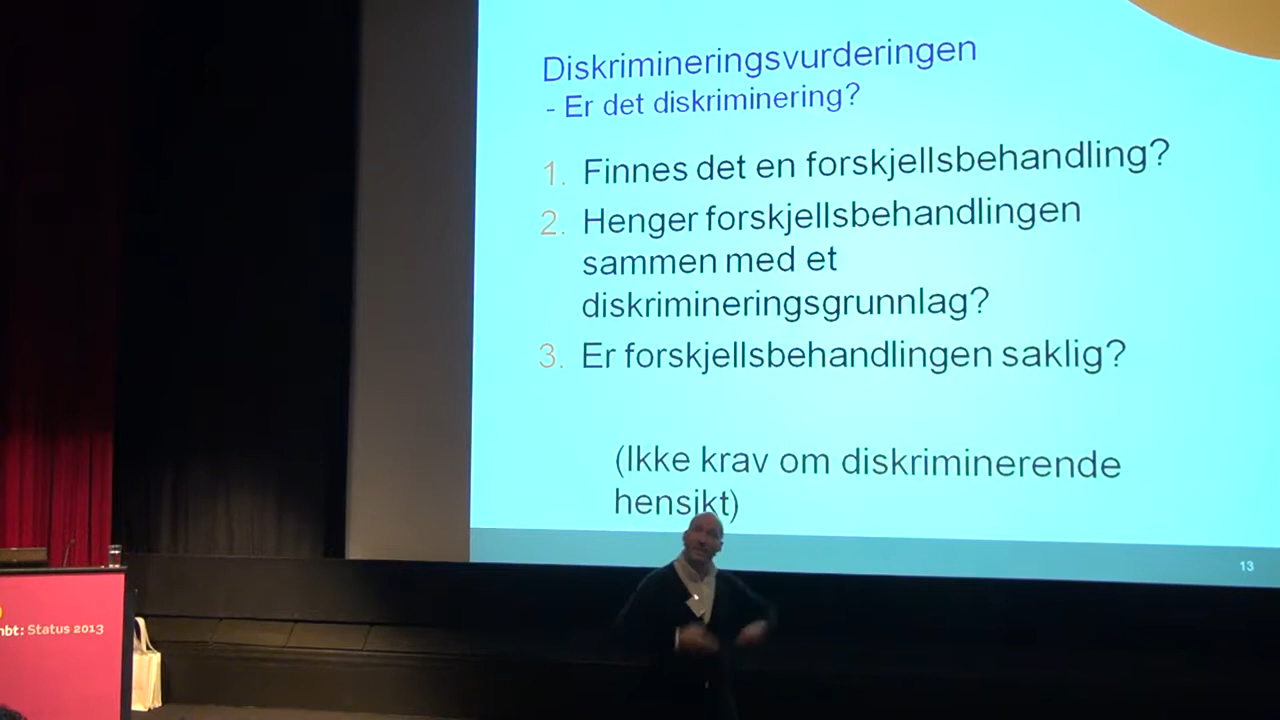 Diskrimineringsvurderingen
- Er det diskriminering?
1. Finnes det en forskjellsbehandling?
2. Henger forskjellsbehandlingen
sammen med et
diskrimineringsgrunnlag?
3. Er forskjellsbehandlingen saklig?
(Ikke krav om diskriminerende
hensikt)
13
: Status 2013